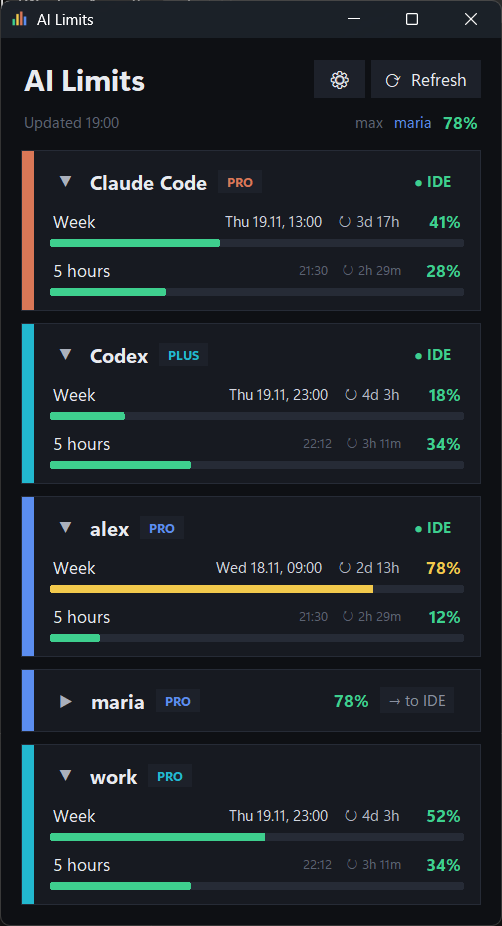 AI Limits
AI Limits Refresh
Updated 19:00 max maria 78%
Claude Code PRO ● IDE
Week Thu 19.11, 13:00 ↻ 3d 17h 41%
5 hours 21:30 ↻ 2h 29m 28%
Codex PLUS ● IDE
Week Thu 19.11, 23:00 ↻ 4d 3h 18%
5 hours 22:12 ↻ 3h 11m 34%
alex PRO ● IDE
Week Wed 18.11, 09:00 ↻ 2d 13h 78%
5 hours 21:30 ↻ 2h 29m 12%
maria PRO 78% → to IDE
work PRO
Week Thu 19.11, 23:00 ↻ 4d 3h 52%
5 hours 22:12 ↻ 3h 11m 34%